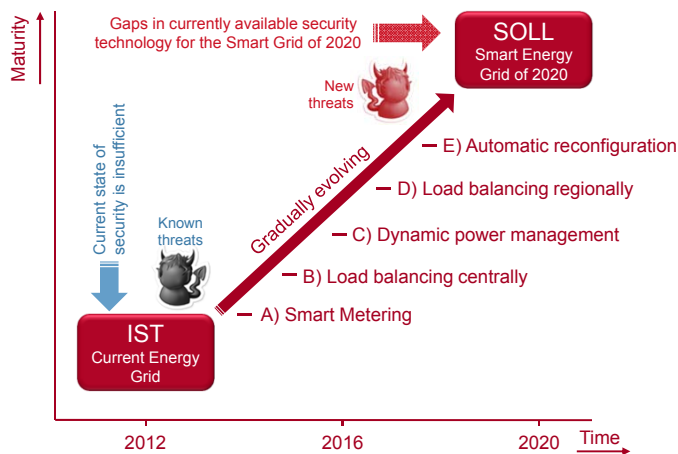 Maturity
Gaps in currently available security
technology for the Smart Grid of 2020
SOLL
Smart Energy
Grid of 2020
New
threats
Current state of
security is insufficient
Known
threats
Gradually evolving
E) Automatic reconfiguration
D) Load balancing regionally
C) Dynamic power management
B) Load balancing centrally
A) Smart Metering
IST
Current Energy
Grid
2012
2016
2020
Time